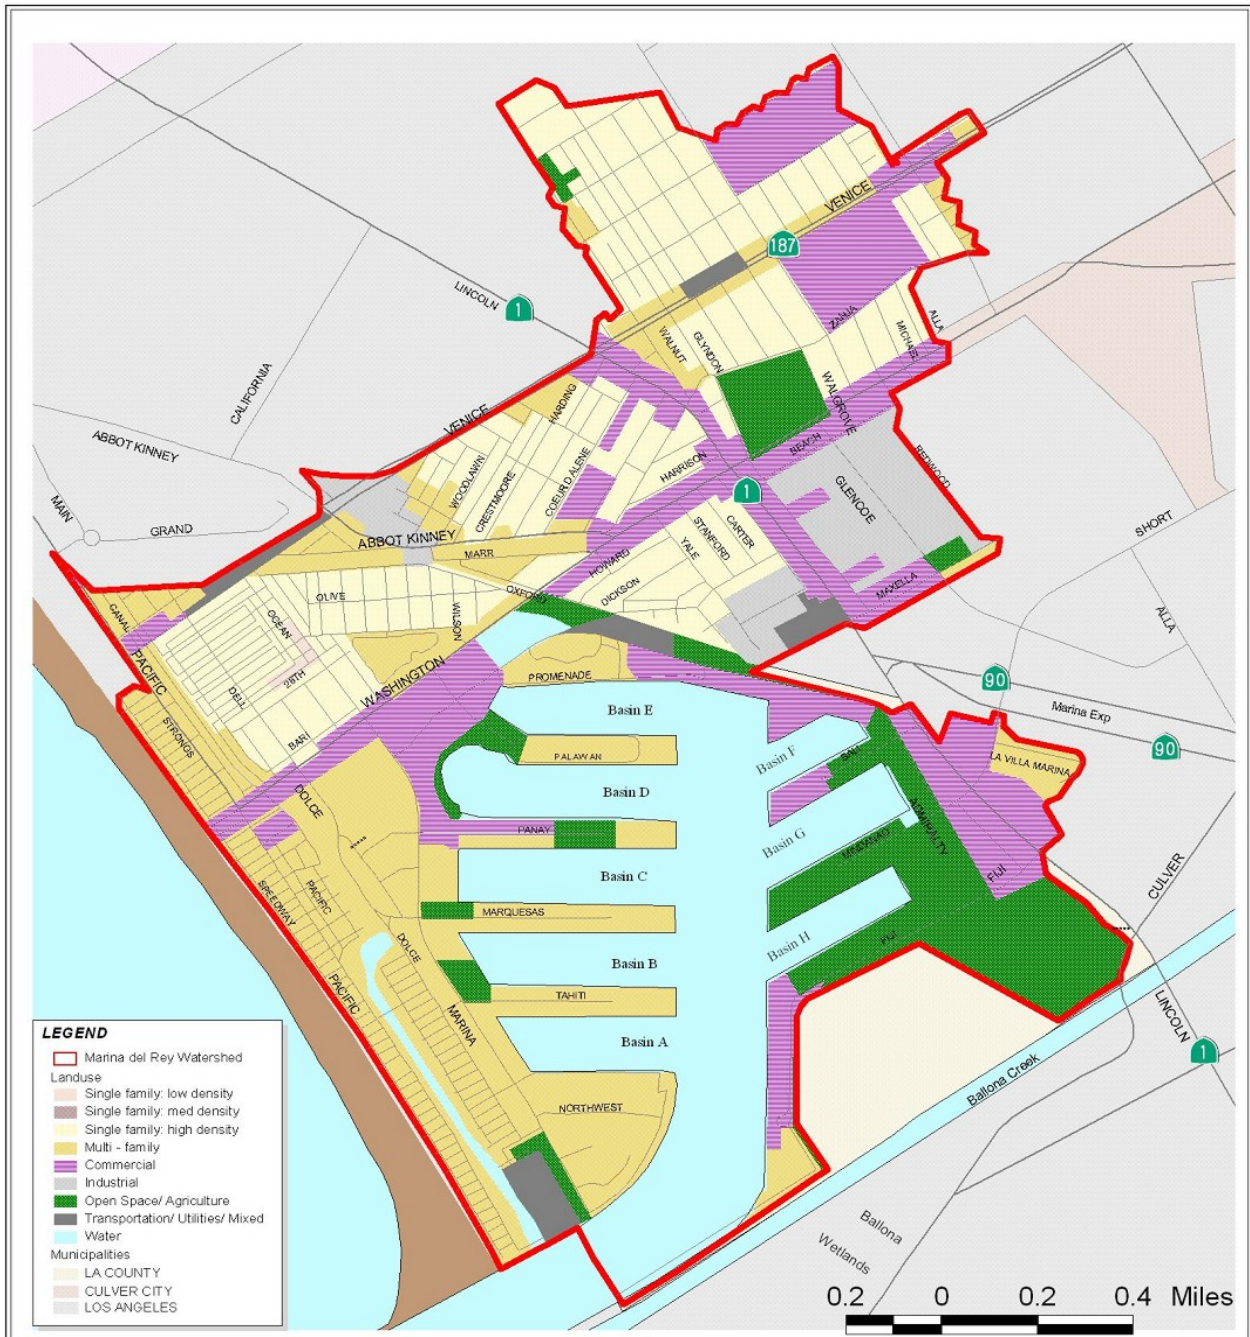 VENICE
187
LINCOLN
1
ZANJA
ALLA
MICHAEL
WALNUT
GLYNDON
WALGROVE
CALIFORNIA
ABBOT KINNEY
VENICE
HARDING
BEACH
REDWOOD
MAIN
GRAND
WOODLAWN
CRESTMOORE
COEUR D ALENE
HARRISON
1
GLENCOE
SHORT
ABBOT KINNEY
MARR
HOWARD
STANFORD
CARTER
YALE
DICKSON
MAXELLA
OLIVE
OXFORD
CANAL
OCEAN
WILSON
ALLA
PACIFIC
28TH
DELL
WASHINGTON
PROMENADE
90
Marina Exp
90
STRONGS
BARI
Basin E
PALAWAN
Basin F
BALI
LA VILLA MARINA
DOLCE
Basin D
PANAY
Basin G
MINDANAO
ADMIRALTY
FIJI
CULVER
SPEEDWAY
PACIFIC
Basin C
MARQUESAS
DOLCE
Basin H
FIJI
Basin B
TAHITI
PACIFIC
MARINA
Basin A
LINCOLN
1
NORTHWEST
Ballona Creek
Ballona
Wetlands
LEGEND
Marina del Rey Watershed
Landuse
Single family: low density
Single family: med density
Single family: high density
Multi - family
Commercial
Industrial
Open Space/ Agriculture
Transportation/ Utilities/ Mixed
Water
Municipalities
LA COUNTY
CULVER CITY
LOS ANGELES
0.2 0 0.2 0.4 Miles